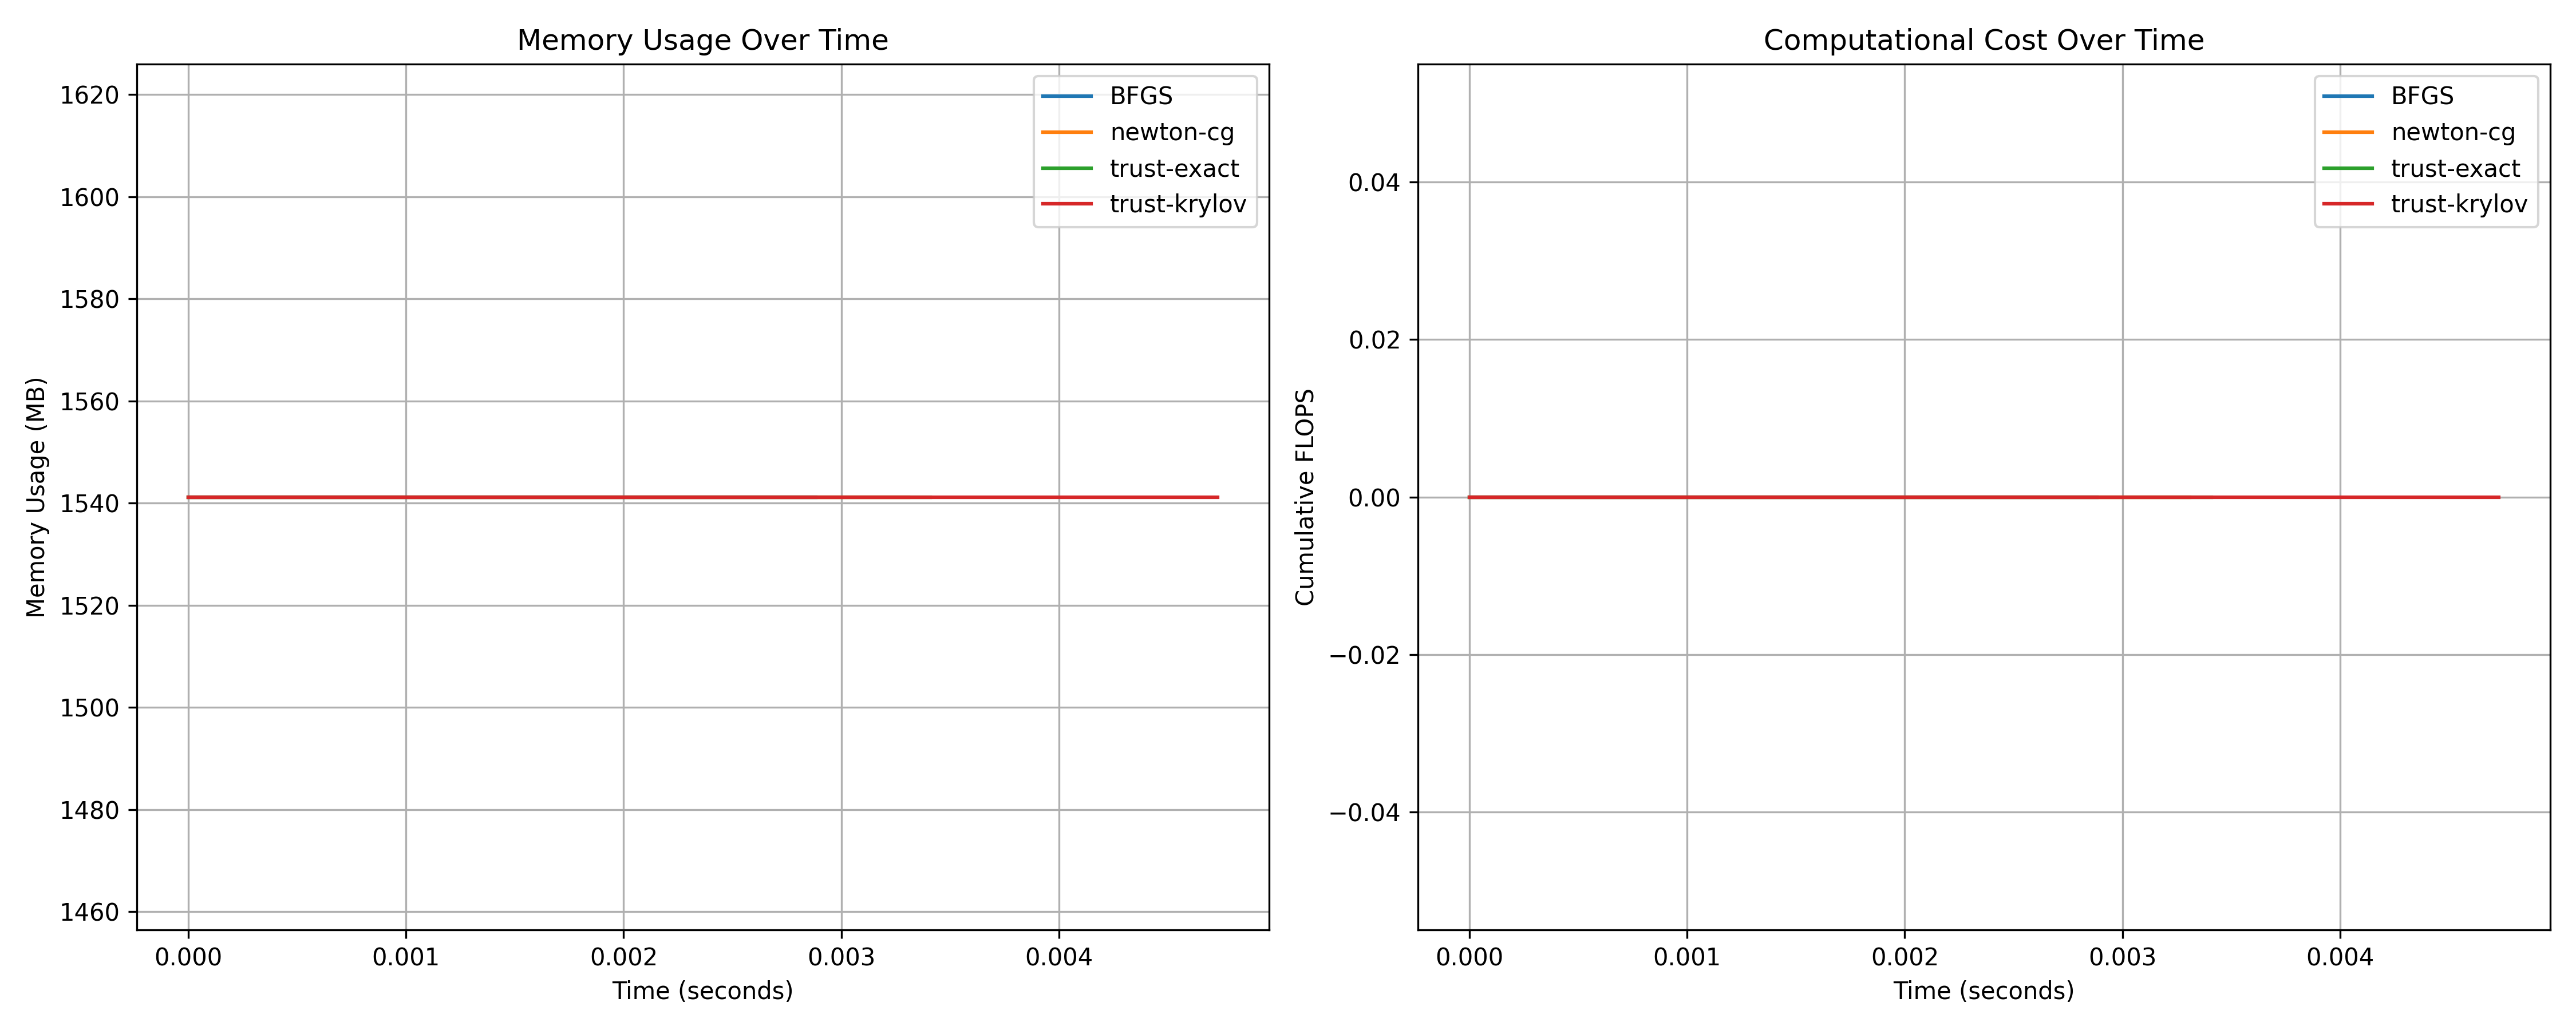 Memory Usage Over Time
Memory Usage (MB)
1620
1600
1580
1560
1540
1520
1500
1480
1460
BFGS
newton-cg
trust-exact
trust-krylov
0.000 0.001 0.002 0.003 0.004
Time (seconds)
Computational Cost Over Time
Cumulative FLOPS
0.04
0.02
0.00
−0.02
−0.04
BFGS
newton-cg
trust-exact
trust-krylov
0.000 0.001 0.002 0.003 0.004
Time (seconds)